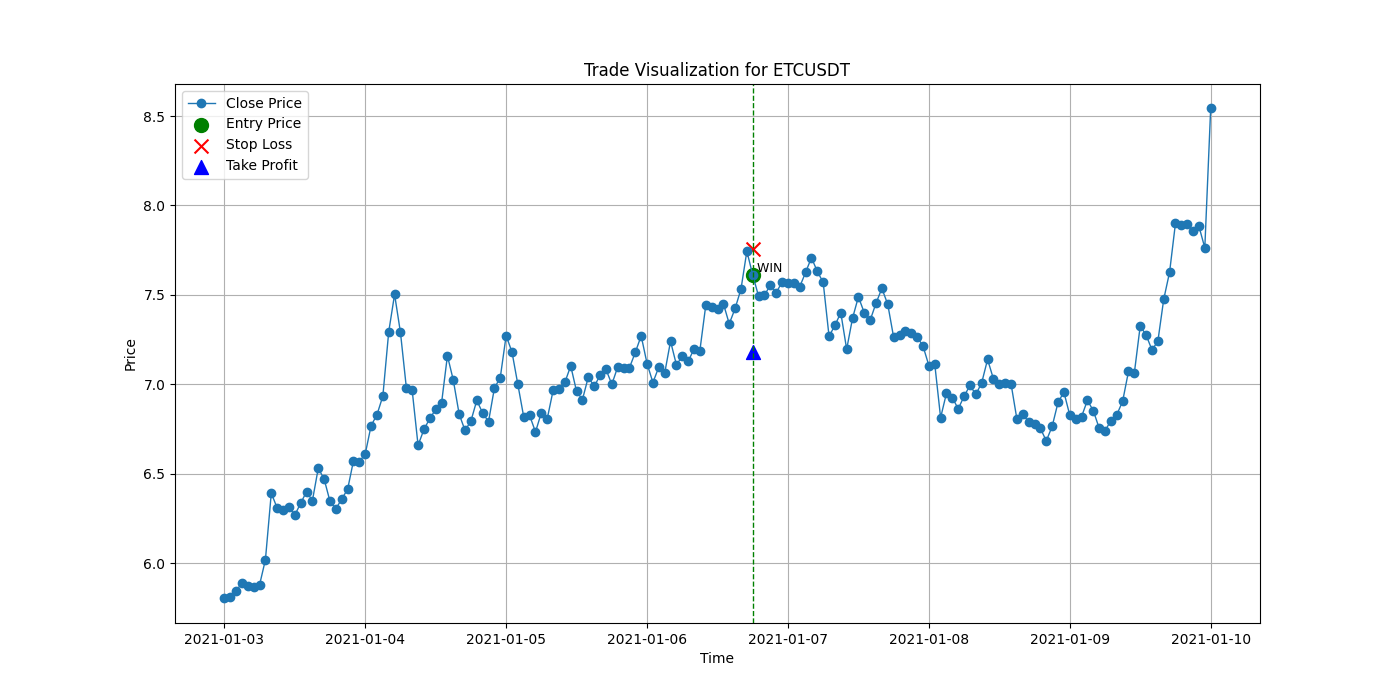 Trade Visualization for ETCUSDT
Close Price
Entry Price
Stop Loss
Take Profit
WIN
Price
8.5
8.0
7.5
7.0
6.5
6.0
2021-01-03 2021-01-04 2021-01-05 2021-01-06 2021-01-07 2021-01-08 2021-01-09 2021-01-10
Time